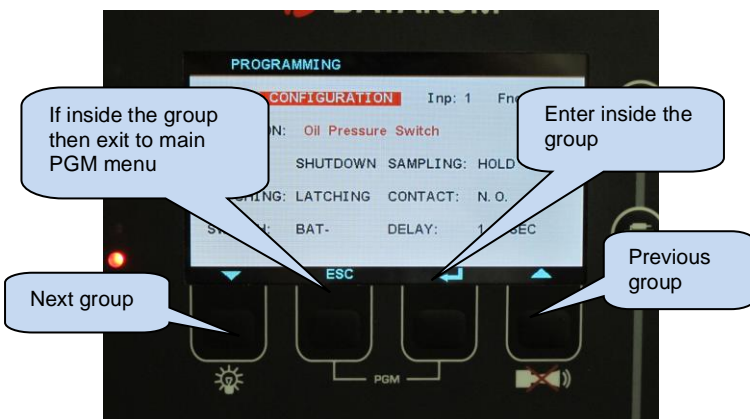 PROGRAMMING
CONFIGURATION Inp: 1
Oil Pressure Switch
SHUTDOWN SAMPLING: HOLD
LATCHING CONTACT: N.O.
BAT- DELAY:
ESC
PGM
If inside the group
then exit to main
PGM menu
Enter inside the
group
Next group
Previous
group